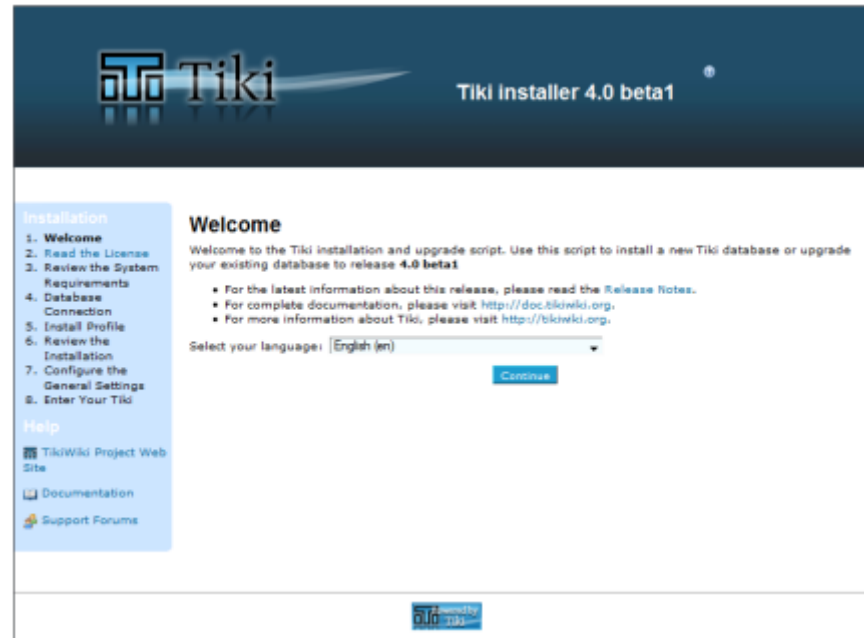 Tiki
Tiki installer 4.0 beta1
Installation
1. Welcome
2. Read the License
3. Review the System
Requirements
4. Database
Connection
5. Install Profile
6. Review the
Installation
7. Configure the
General Settings
8. Enter Your Tiki
Help
TikiWiki Project Web
Site
Documentation
Support Forums
Welcome
Welcome to the Tiki installation and upgrade script. Use this script to install a new Tiki database or upgrade
your existing database to release 4.0 beta1
• For the latest information about this release, please read the Release Notes.
• For complete documentation, please visit http://doc.tikiwiki.org.
• For more information about Tiki, please visit http://tikiwiki.org.
Select your language: English (en)
Continue
Powered by
Tiki